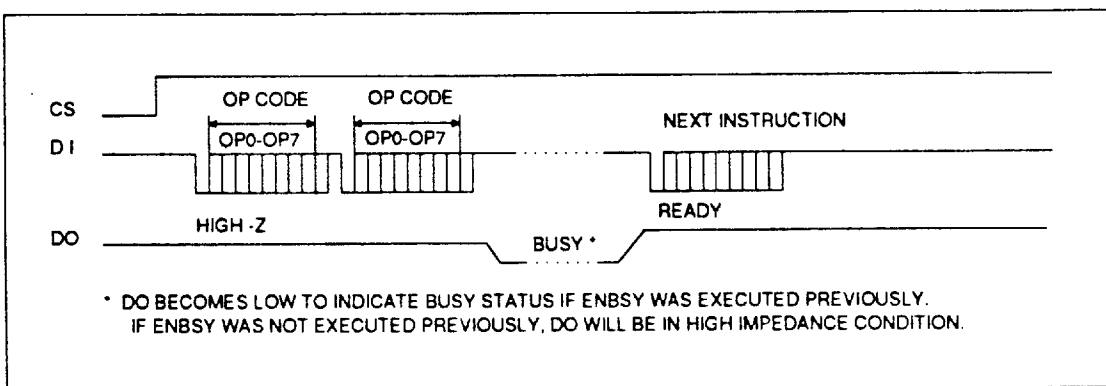 CS
OP CODE OP CODE
DI OP0-OP7 OP0-OP7 NEXT INSTRUCTION
HIGH -Z READY
DO BUSY *
* DO BECOMES LOW TO INDICATE BUSY STATUS IF ENBSY WAS EXECUTED PREVIOUSLY.
IF ENBSY WAS NOT EXECUTED PREVIOUSLY, DO WILL BE IN HIGH IMPEDANCE CONDITION.